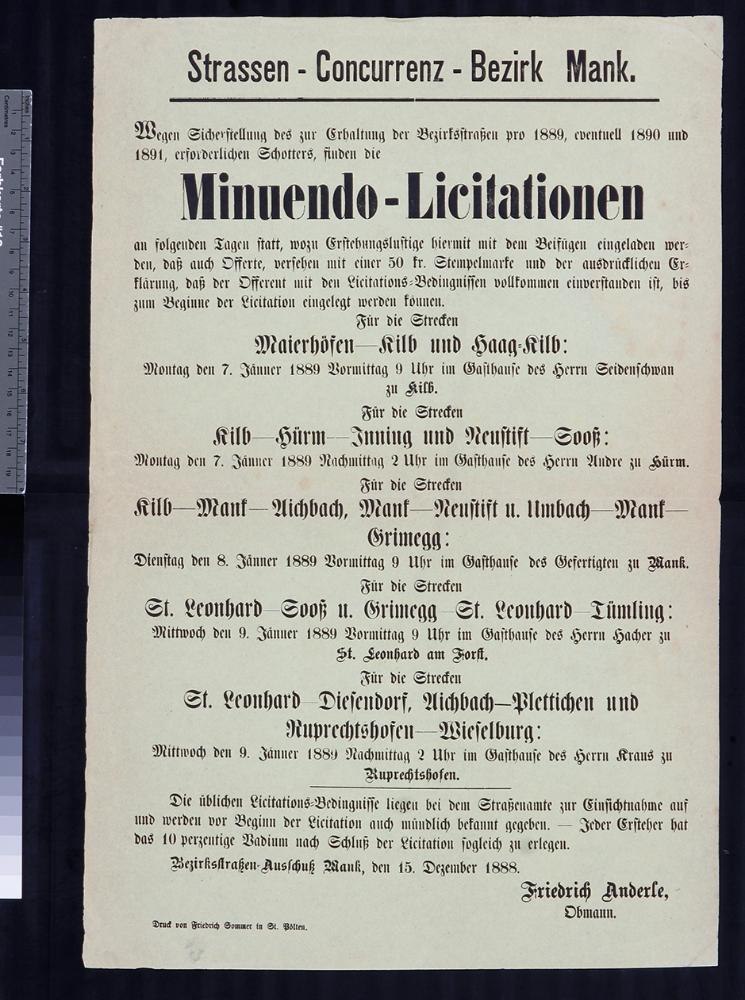 Strassen - Concurrenz - Bezirk Mank.
Wegen Sicherstellung des zur Erhaltung der Bezirksstraßen pro 1889, eventuell 1890 und
1891, erforderlichen Schotters, finden die
Minuendo-Licitationen
an folgenden Tagen statt, wozu Erstehungslustige hiermit mit dem Beifügen eingeladen wer-
den, daß auch Offerte, versehen mit einer 50 kr. Stempelmarke und der ausdrücklichen Er-
klärung, daß der Offerent mit den Licitations-Bedingnissen vollkommen einverstanden ist, bis
zum Beginne der Licitation eingelegt werden können.
Für die Strecken
Maierhöfen—Kilb und Haag-Kilb:
Montag den 7. Jänner 1889 Vormittag 9 Uhr im Gasthause des Herrn Seidenschwan
zu Kilb.
Für die Strecken
Kilb—Hürm—Inning und Neustift—Sooß:
Montag den 7. Jänner 1889 Nachmittag 2 Uhr im Gasthause des Herrn Andre zu Hürm.
Für die Strecken
Kilb—Mank—Aichbach, Mank—Neustift u. Umbach—Mank—
Grimegg:
Dienstag den 8. Jänner 1889 Vormittag 9 Uhr im Gasthause des Gefertigten zu Mank.
Für die Strecken
St. Leonhard—Sooß u. Grimegg—St. Leonhard—Tümling:
Mittwoch den 9. Jänner 1889 Vormittag 9 Uhr im Gasthause des Herrn Hacher zu
St. Leonhard am Forst.
Für die Strecken
St. Leonhard—Diesendorf, Aichbach—Plettichen und
Ruprechtshofen—Wieselburg:
Mittwoch den 9. Jänner 1889 Nachmittag 2 Uhr im Gasthause des Herrn Kraus zu
Ruprechtshofen.
Die üblichen Licitations-Bedingnisse liegen bei dem Straßenamte zur Einsichtnahme auf
und werden vor Beginn der Licitation auch mündlich bekannt gegeben. — Jeder Ersteher hat
das 10 perzentige Vadium nach Schluß der Licitation sogleich zu erlegen.
Bezirksstraßen-Ausschuß Mank, den 15. Dezember 1888.
Friedrich Anderle,
Obmann.
Druck von Friedrich Sommer in St. Pölten.